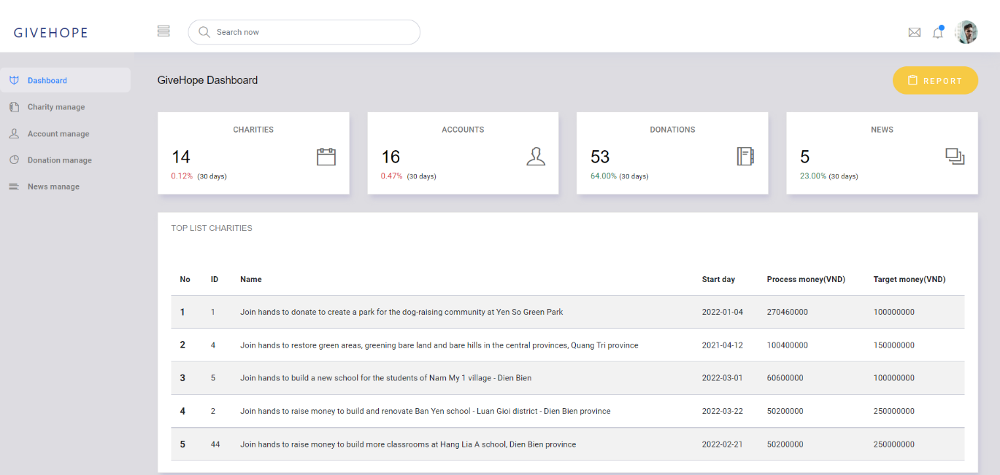 GIVEHOPE
Search now
Dashboard
Charity manage
Account manage
Donation manage
News manage
GiveHope Dashboard
REPORT
CHARITIES
14
0.12% (30 days)
ACCOUNTS
16
0.47% (30 days)
DONATIONS
53
64.00% (30 days)
NEWS
5
23.00% (30 days)
TOP LIST CHARITIES
No ID Name Start day Process money(VND) Target money(VND)
1 1 Join hands to donate to create a park for the dog-raising community at Yen So Green Park 2022-01-04 270460000 100000000
2 4 Join hands to restore green areas, greening bare land and bare hills in the central provinces, Quang Tri province 2021-04-12 100400000 150000000
3 5 Join hands to build a new school for the students of Nam My 1 village - Dien Bien 2022-03-01 60600000 100000000
4 2 Join hands to raise money to build and renovate Ban Yen school - Luan Gioi district - Dien Bien province 2022-03-22 50200000 250000000
5 44 Join hands to raise money to build more classrooms at Hang Lia A school, Dien Bien province 2022-02-21 50200000 250000000